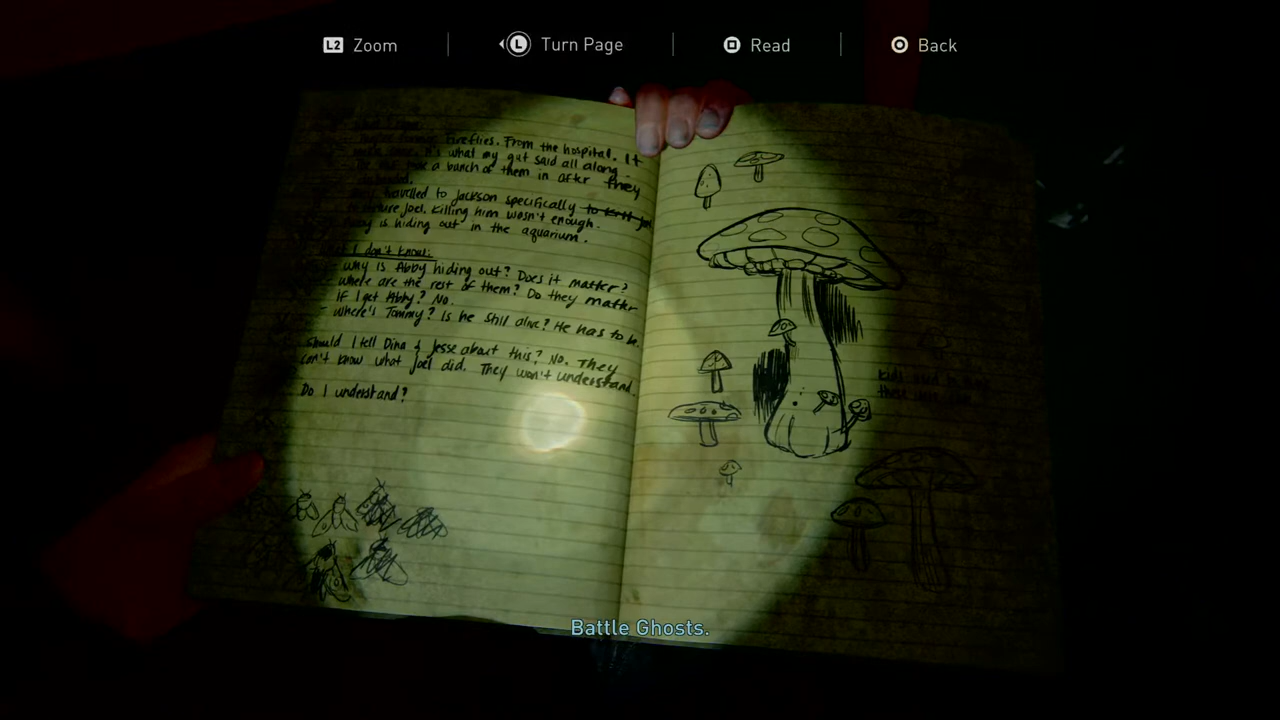 L2 Zoom
L Turn Page
Read
Back
Fireflies. From the hospital. It
it's what my gut said all along.
a bunch of them in after they
travelled to Jackson specifically to kill Joel
Joel. Killing him wasn't enough.
is hiding out in the aquarium.
I don't know:
- why is Abby hiding out? Does it matter?
- where are the rest of them? Do they matter
if I get Abby? No.
- where's Tommy? Is he still alive? He has to be.
should I tell Dina & Jesse about this? No. They
can't know what Joel did. They won't understand.
Do I understand?
Battle Ghosts.